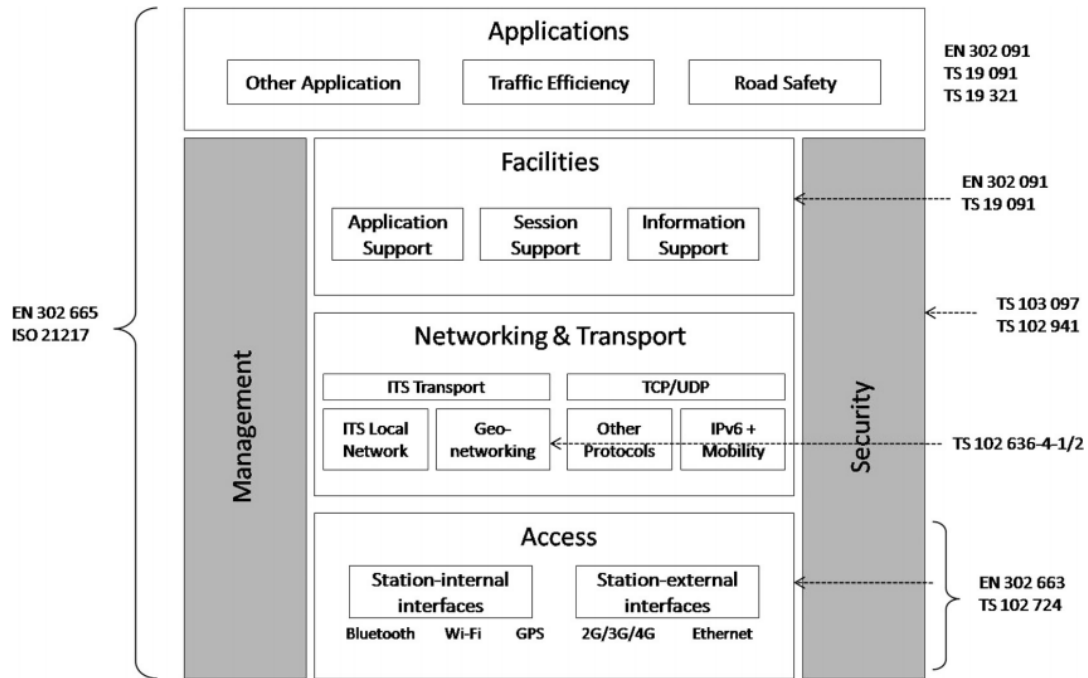 Applications
Other Application
Traffic Efficiency
Road Safety
EN 302 091
TS 19 091
TS 19 321
Facilities
Application
Support
Session
Support
Information
Support
EN 302 091
TS 19 091
EN 302 665
ISO 21217
Management
Security
TS 103 097
TS 102 941
Networking & Transport
ITS Transport
TCP/UDP
ITS Local
Network
Geo-
networking
Other
Protocols
IPv6 +
Mobility
TS 102 636-4-1/2
Access
Station-internal
interfaces
Station-external
interfaces
Bluetooth Wi-Fi GPS 2G/3G/4G Ethernet
EN 302 663
TS 102 724